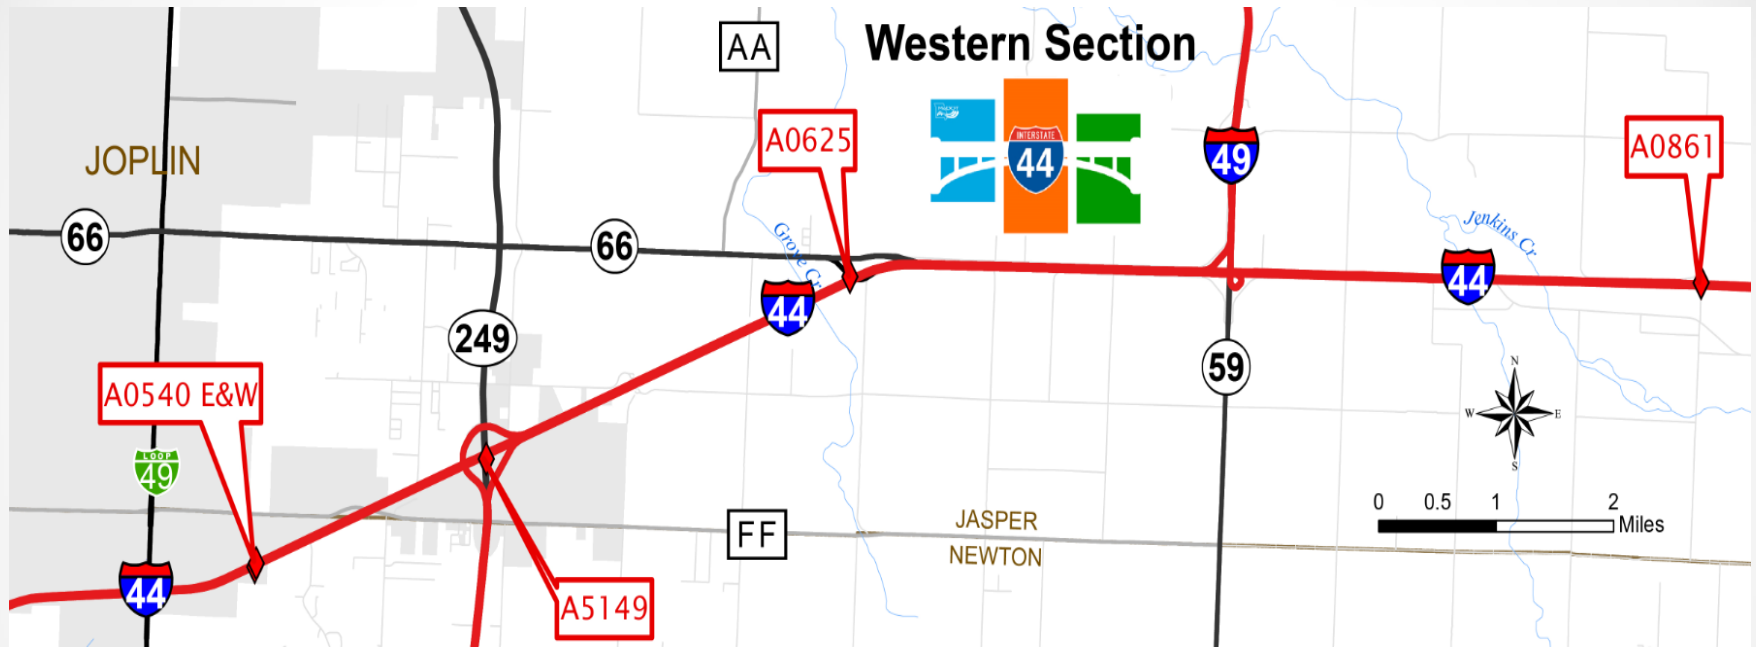 Western Section
AA
A0625
INTERSTATE
44
49
A0861
JOPLIN
66
66
Grove Cr
Jenkins Cr
44
44
249
59
N
W
E
S
A0540 E&W
LOOP
49
0 0.5 1 2
Miles
FF
JASPER
NEWTON
44
A5149